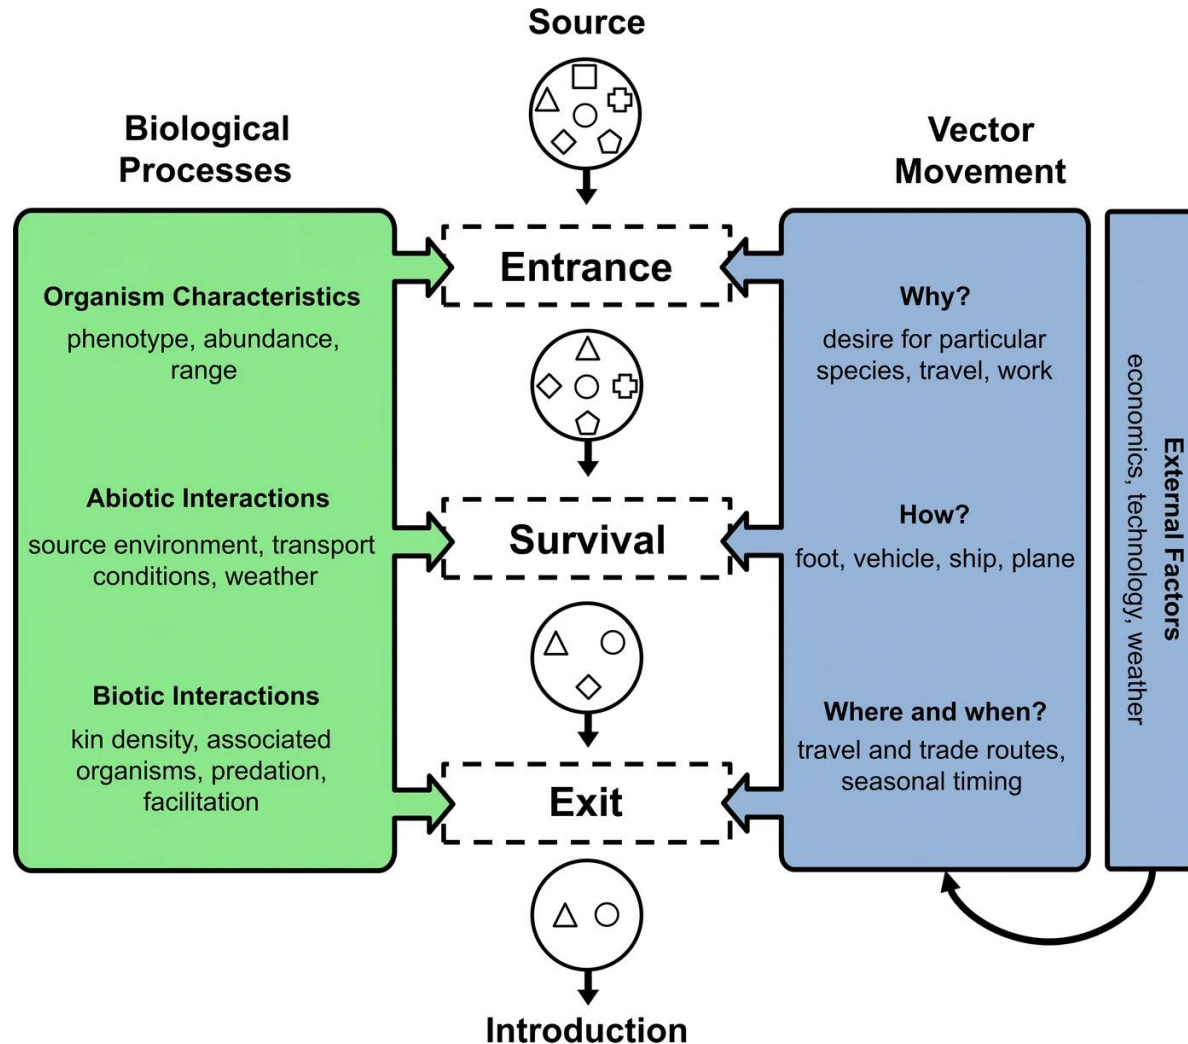 Source
Biological
Processes
Organism Characteristics
phenotype, abundance,
range
Abiotic Interactions
source environment, transport
conditions, weather
Biotic Interactions
kin density, associated
organisms, predation,
facilitation
Entrance
Survival
Exit
Introduction
Vector
Movement
Why?
desire for particular
species, travel, work
How?
foot, vehicle, ship, plane
Where and when?
travel and trade routes,
seasonal timing
External Factors
economics, technology, weather